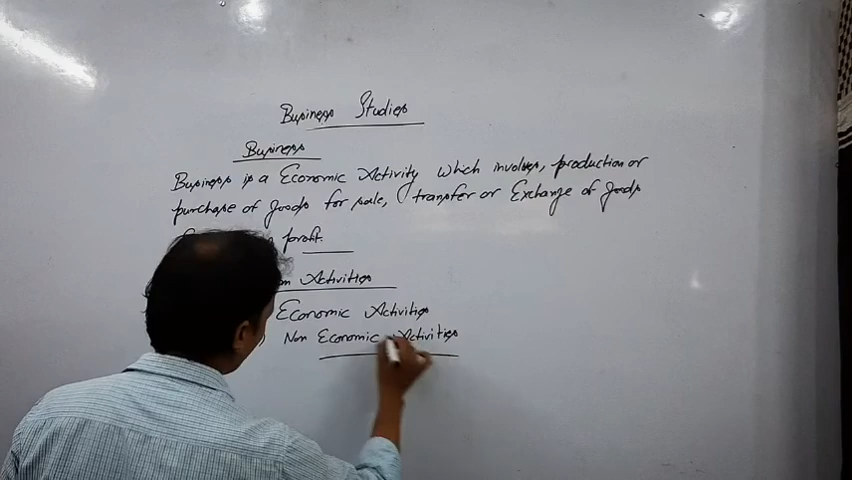 Business Studies
Business
Business is a Economic Activity which involves, production or
purchase of goods for sale, transfer or Exchange of goods
profit.
Activities
Economic Activities
Non Economic Activities